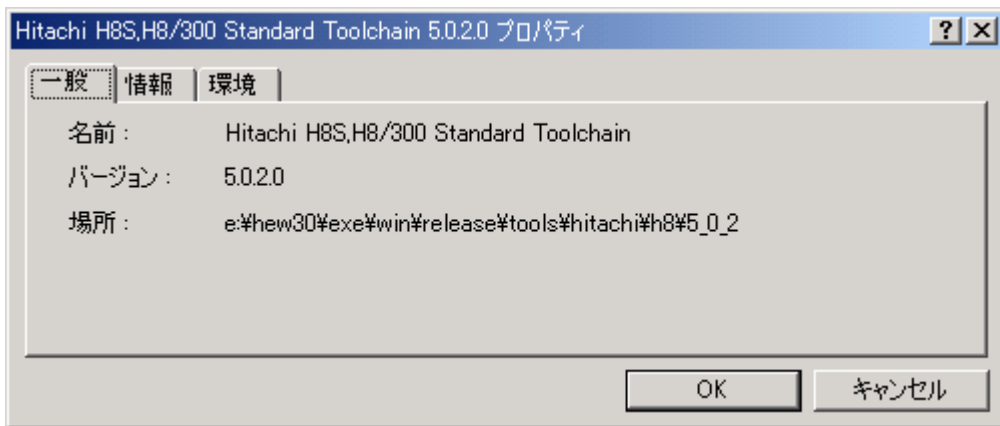 Hitachi H8S,H8/300 Standard Toolchain 5.0.2.0 プロパティ
一般 情報 環境
名前 : Hitachi H8S,H8/300 Standard Toolchain
バージョン : 5.0.2.0
場所 : e:¥hew30¥exe¥win¥release¥tools¥hitachi¥h8¥5_0_2
OK キャンセル